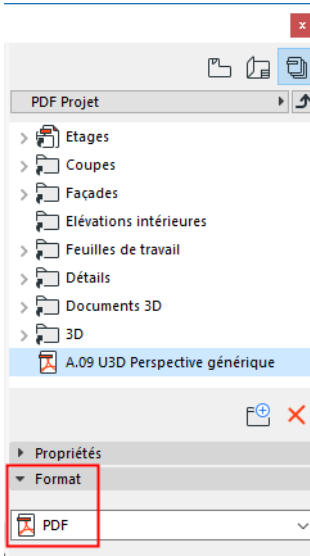 x
PDF Projet
Etages
Coupes
Façades
Elévations intérieures
Feuilles de travail
Détails
Documents 3D
3D
A.09 U3D Perspective générique
Propriétés
Format
PDF